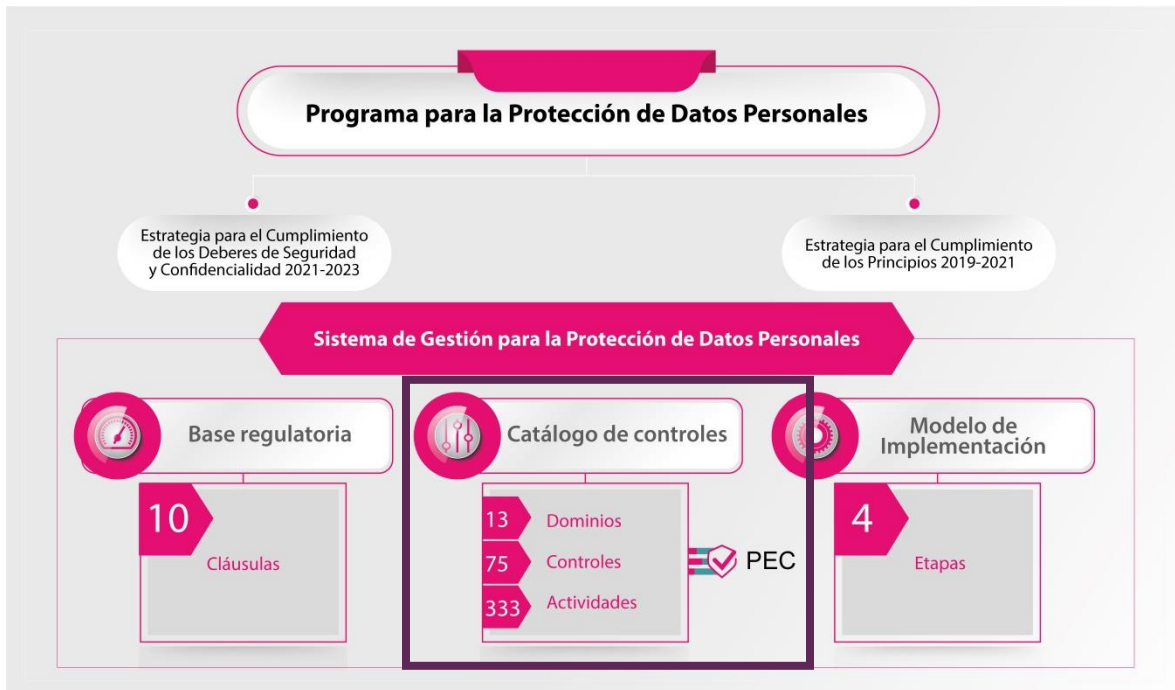 Programa para la Protección de Datos Personales
Estrategia para el Cumplimiento
de los Deberes de Seguridad
y Confidencialidad 2021-2023
Estrategia para el Cumplimiento
de los Principios 2019-2021
Sistema de Gestión para la Protección de Datos Personales
Base regulatoria
10
Cláusulas
Catálogo de controles
13 Dominios
75 Controles
333 Actividades
PEC
Modelo de
Implementación
4
Etapas